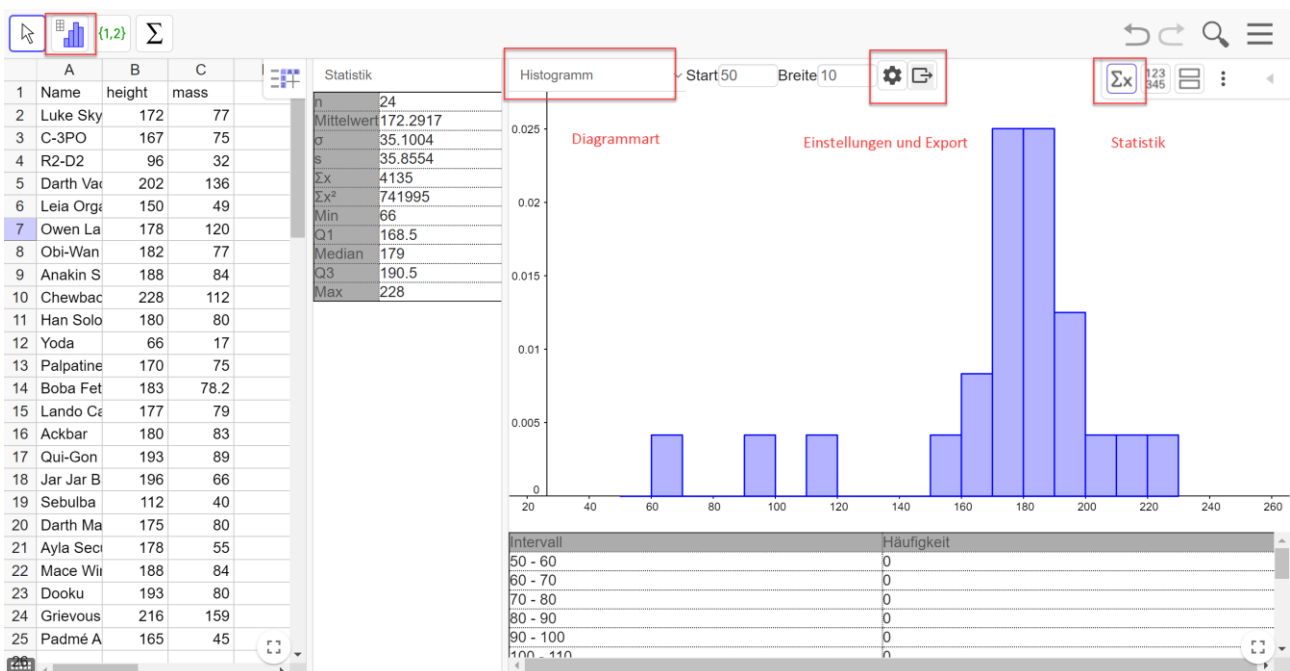 {1,2} Σ
A B C
Statistik
Histogramm Start 50 Breite 10
Σx 123 345
1 Name height mass
2 Luke Sky 172 77
3 C-3PO 167 75
4 R2-D2 96 32
5 Darth Va 202 136
6 Leia Orga 150 49
7 Owen La 178 120
8 Obi-Wan 182 77
9 Anakin S 188 84
10 Chewbac 228 112
11 Han Solo 180 80
12 Yoda 66 17
13 Palpatine 170 75
14 Boba Fet 183 78.2
15 Lando Ca 177 79
16 Ackbar 180 83
17 Qui-Gon 193 89
18 Jar Jar B 196 66
19 Sebulba 112 40
20 Darth Ma 175 80
21 Ayla Secu 178 55
22 Mace Win 188 84
23 Dooku 193 80
24 Grievous 216 159
25 Padmé A 165 45
26
n 24
Mittelwert 172.2917
σ 35.1004
s 35.8554
Σx 4135
Σx² 741995
Min 66
Q1 168.5
Median 179
Q3 190.5
Max 228
Diagrammart
Einstellungen und Export
Statistik
0.025
0.02
0.015
0.01
0.005
0
20 40 60 80 100 120 140 160 180 200 220 240 260
Intervall Häufigkeit
50 - 60 0
60 - 70 0
70 - 80 0
80 - 90 0
90 - 100 0
100 - 110 0